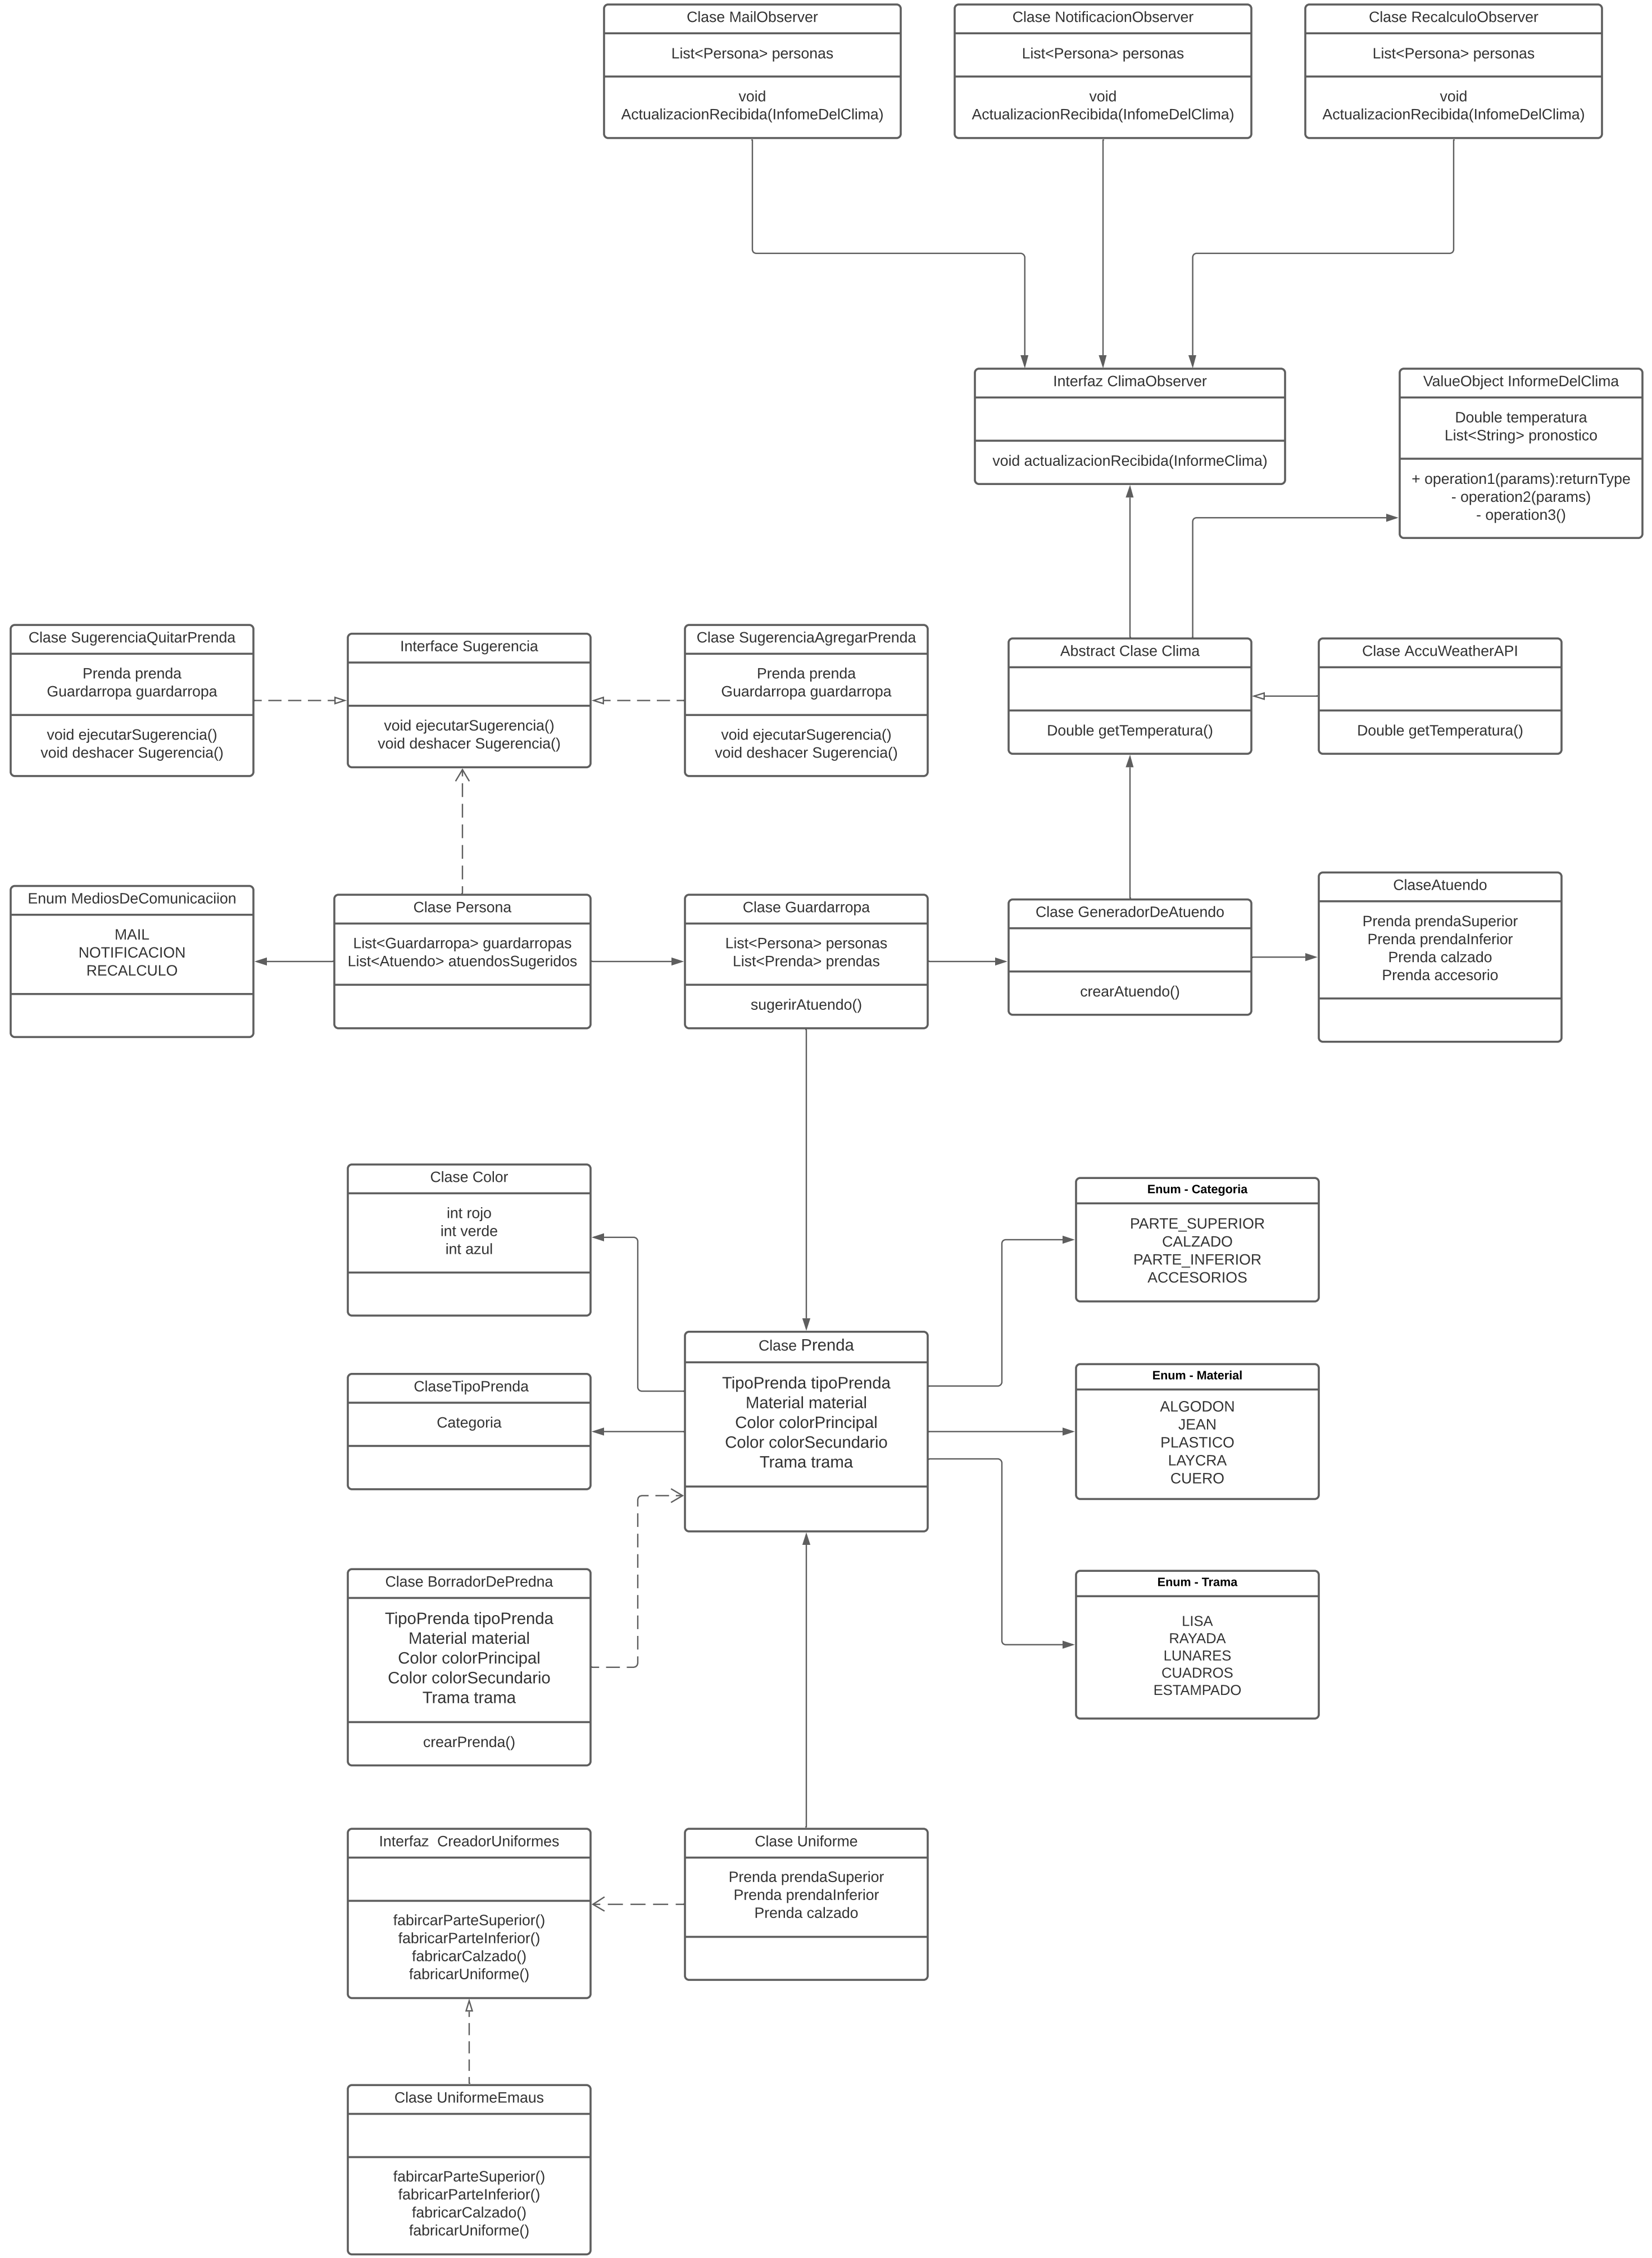 Clase MailObserver
List<Persona> personas
void
ActualizacionRecibida(InfomeDelClima)
Clase NotificacionObserver
List<Persona> personas
void
ActualizacionRecibida(InfomeDelClima)
Clase RecalculoObserver
List<Persona> personas
void
ActualizacionRecibida(InfomeDelClima)
Interfaz ClimaObserver
void actualizacionRecibida(InformeClima)
ValueObject InformeDelClima
Double temperatura
List<String> pronostico
+ operation1(params):returnType
- operation2(params)
- operation3()
Clase SugerenciaQuitarPrenda
Prenda prenda
Guardarropa guardarropa
void ejecutarSugerencia()
void deshacer Sugerencia()
Interface Sugerencia
void ejecutarSugerencia()
void deshacer Sugerencia()
Clase SugerenciaAgregarPrenda
Prenda prenda
Guardarropa guardarropa
void ejecutarSugerencia()
void deshacer Sugerencia()
Abstract Clase Clima
Double getTemperatura()
Clase AccuWeatherAPI
Double getTemperatura()
Enum MediosDeComunicaciion
MAIL
NOTIFICACION
RECALCULO
Clase Persona
List<Guardarropa> guardarropas
List<Atuendo> atuendosSugeridos
Clase Guardarropa
List<Persona> personas
List<Prenda> prendas
sugerirAtuendo()
Clase GeneradorDeAtuendo
crearAtuendo()
ClaseAtuendo
Prenda prendaSuperior
Prenda prendaInferior
Prenda calzado
Prenda accesorio
Clase Color
int rojo
int verde
int azul
Enum - Categoria
PARTE_SUPERIOR
CALZADO
PARTE_INFERIOR
ACCESORIOS
Clase Prenda
TipoPrenda tipoPrenda
Material material
Color colorPrincipal
Color colorSecundario
Trama trama
ClaseTipoPrenda
Categoria
Enum - Material
ALGODON
JEAN
PLASTICO
LAYCRA
CUERO
Clase BorradorDePredna
TipoPrenda tipoPrenda
Material material
Color colorPrincipal
Color colorSecundario
Trama trama
crearPrenda()
Enum - Trama
LISA
RAYADA
LUNARES
CUADROS
ESTAMPADO
Interfaz  CreadorUniformes
fabircarParteSuperior()
fabricarParteInferior()
fabricarCalzado()
fabricarUniforme()
Clase Uniforme
Prenda prendaSuperior
Prenda prendaInferior
Prenda calzado
Clase UniformeEmaus
fabircarParteSuperior()
fabricarParteInferior()
fabricarCalzado()
fabricarUniforme()